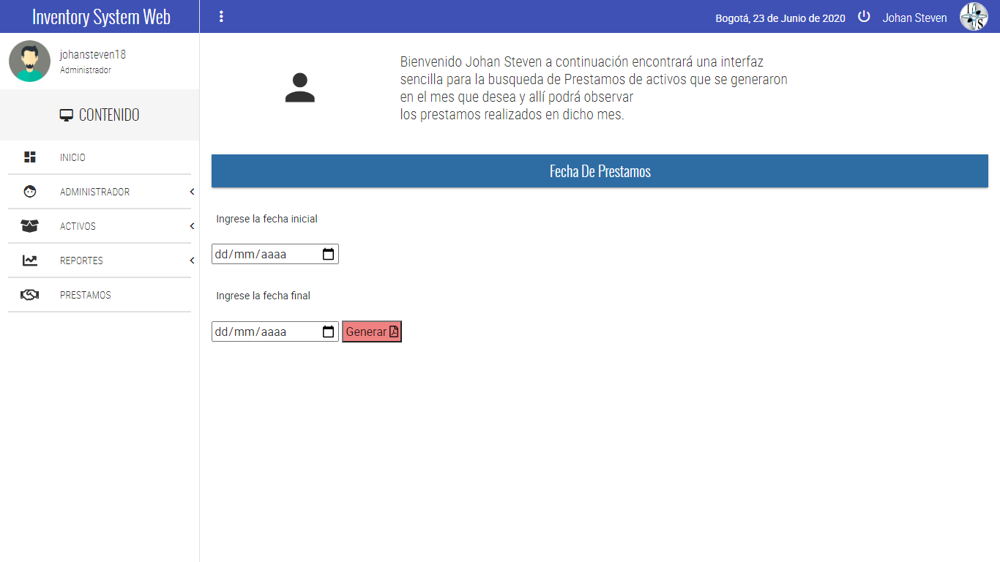 Inventory System Web
Bogotá, 23 de Junio de 2020
Johan Steven
johansteven18
Administrador
CONTENIDO
INICIO
ADMINISTRADOR
ACTIVOS
REPORTES
PRESTAMOS
Bienvenido Johan Steven a continuación encontrará una interfaz
sencilla para la busqueda de Prestamos de activos que se generaron
en el mes que desea y allí podrá observar
los prestamos realizados en dicho mes.
Fecha De Prestamos
Ingrese la fecha inicial
dd/mm/aaaa
Ingrese la fecha final
dd/mm/aaaa
Generar